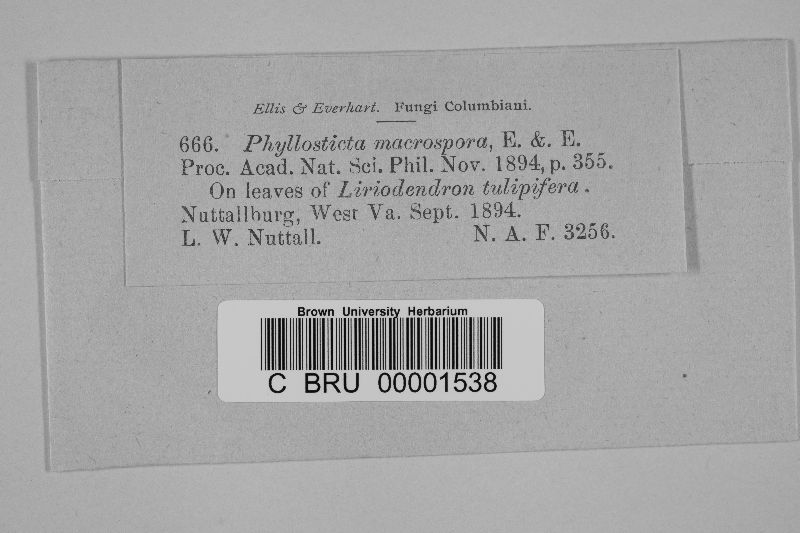 Ellis & Everhart. Fungi Columbiani.
666. Phyllosticta macrospora, E. &. E.
Proc. Acad. Nat. Sci. Phil. Nov. 1894, p. 355.
On leaves of Liriodendron tulipifera.
Nuttallburg, West Va. Sept. 1894.
L. W. Nuttall. N. A. F. 3256.
Brown University Herbarium
C BRU 00001538